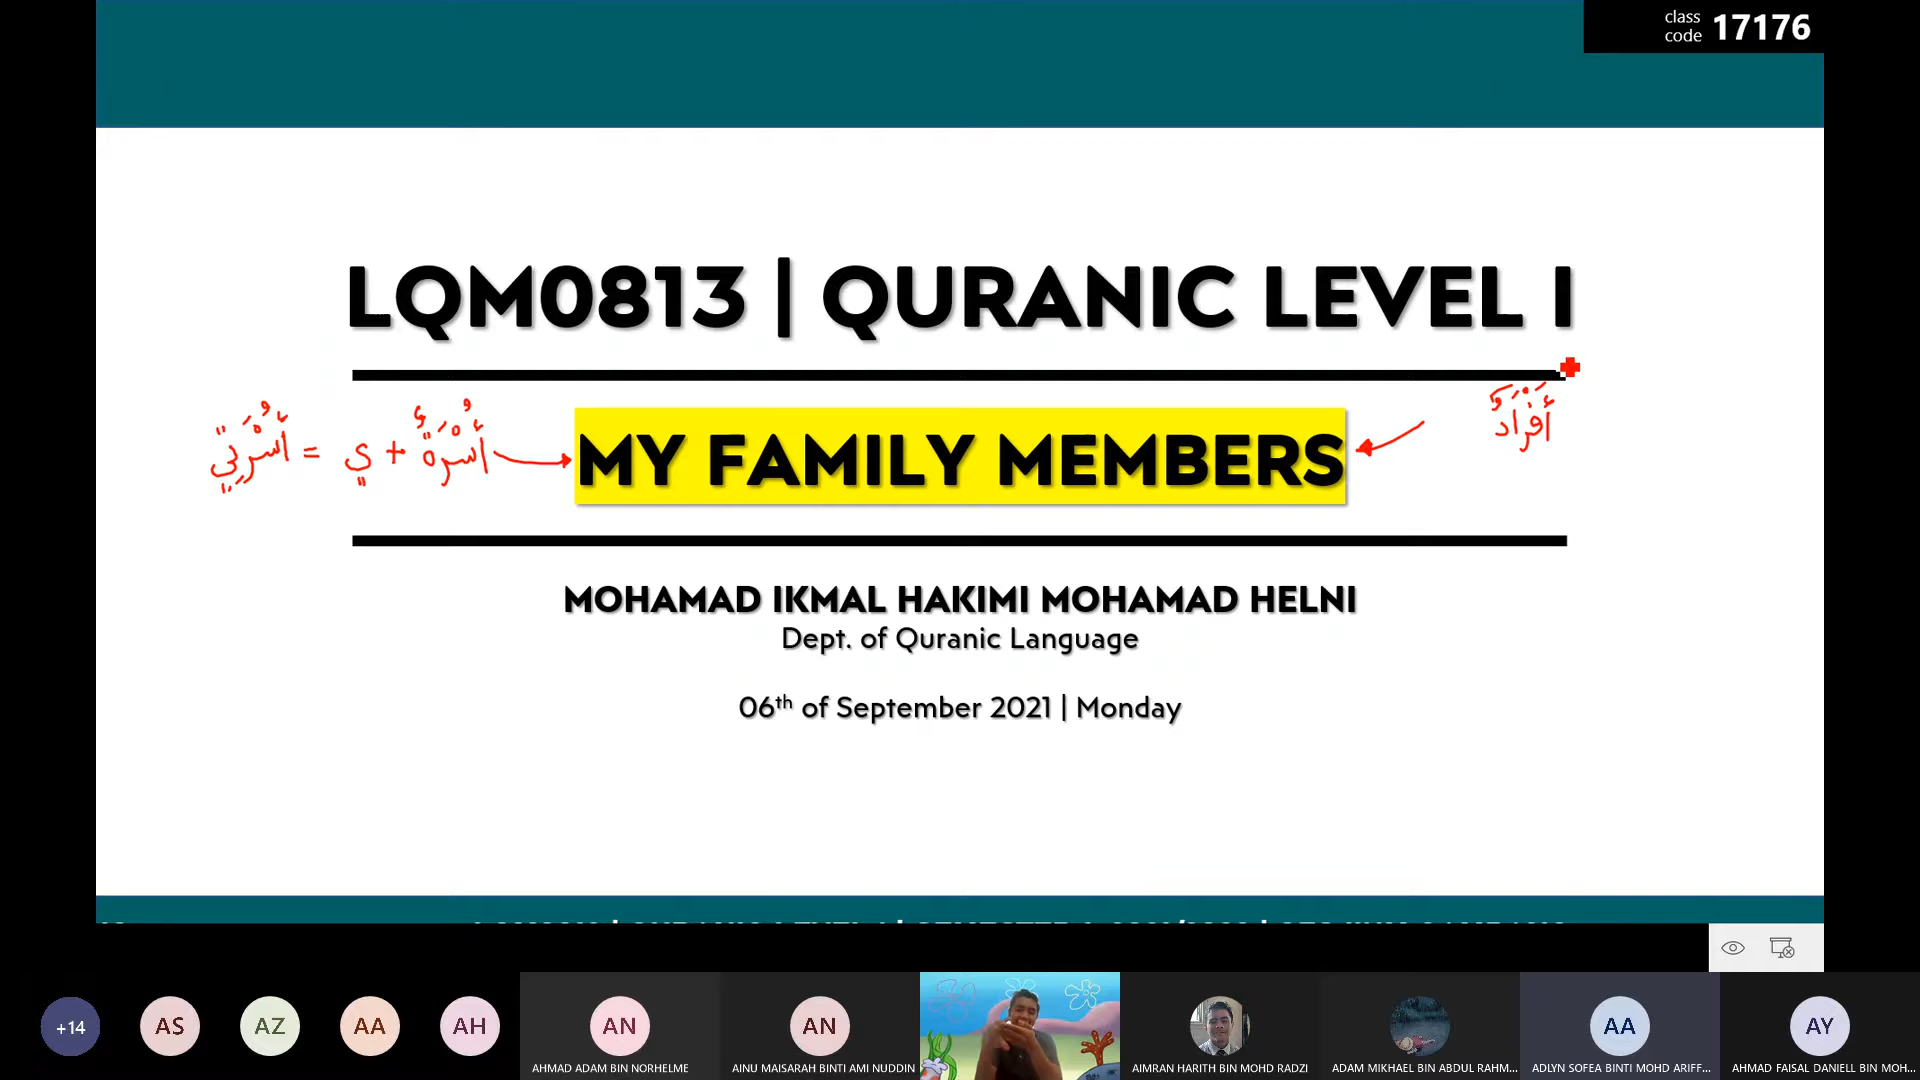 class code 17176
LQM0813 | QURANIC LEVEL I
أَفْرَادٌ
MY FAMILY MEMBERS
أُسْرَةٌ + ي = أُسْرَتِي
MOHAMAD IKMAL HAKIMI MOHAMAD HELNI
Dept. of Quranic Language
06th of September 2021 | Monday
+14
AS
AZ
AA
AH
AN
AHMAD ADAM BIN NORHELME
AN
AINU MAISARAH BINTI AMI NUDDIN
AIMRAN HARITH BIN MOHD RADZI
ADAM MIKHAEL BIN ABDUL RAHM...
AA
ADLYN SOFEA BINTI MOHD ARIFF...
AY
AHMAD FAISAL DANIELL BIN MOH...